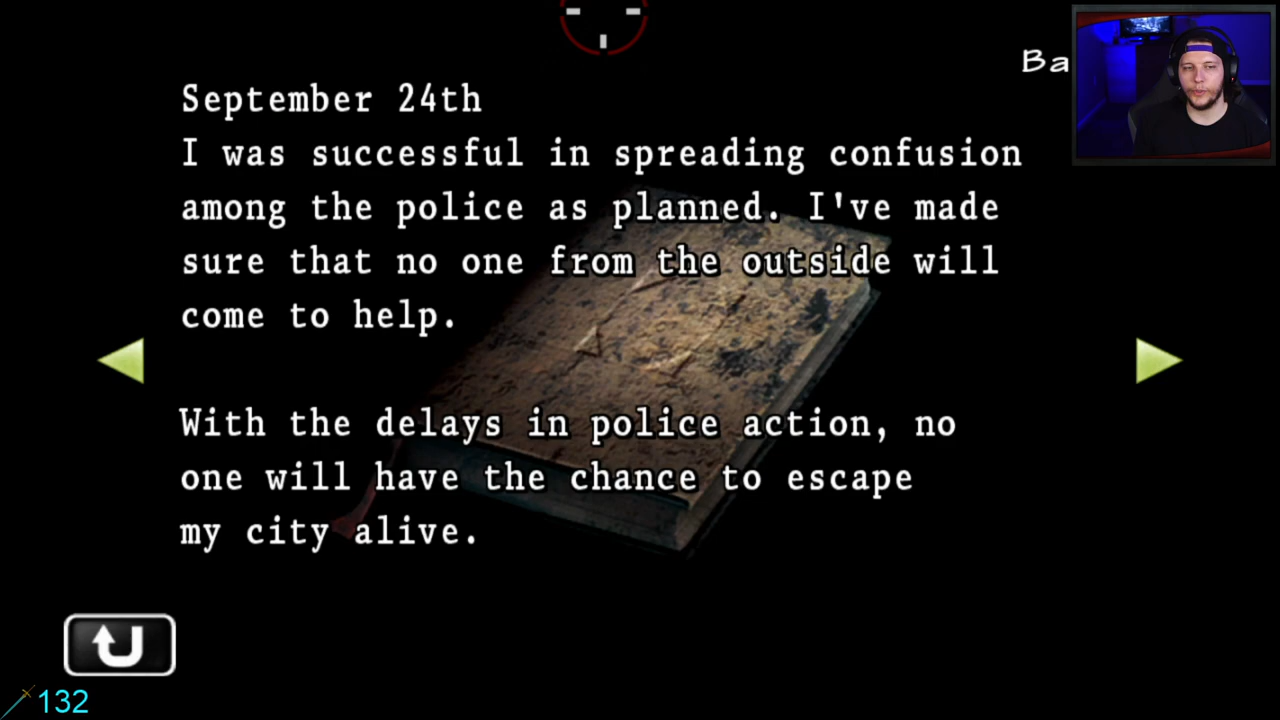 Ba
September 24th
I was successful in spreading confusion
among the police as planned. I've made
sure that no one from the outside will
come to help.
With the delays in police action, no
one will have the chance to escape
my city alive.
132